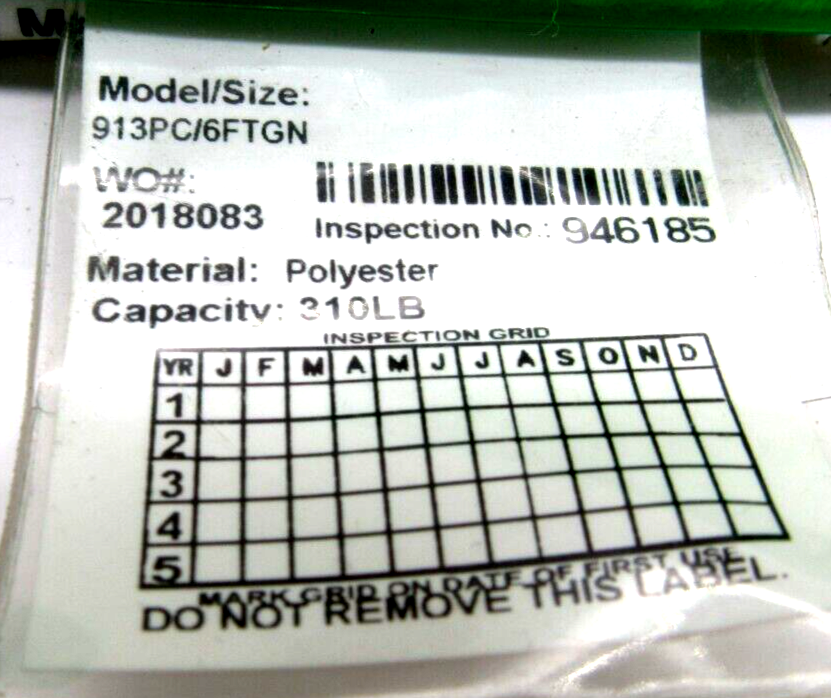 Model/Size:
913PC/6FTGN
WO#:
2018083
Inspection No.: 946185
Material: Polyester
Capacity: 310LB
INSPECTION GRID
YR J F M A M J J A S O N D
1
2
3
4
5
MARK GRID ON DATE OF FIRST USE
DO NOT REMOVE THIS LABEL.